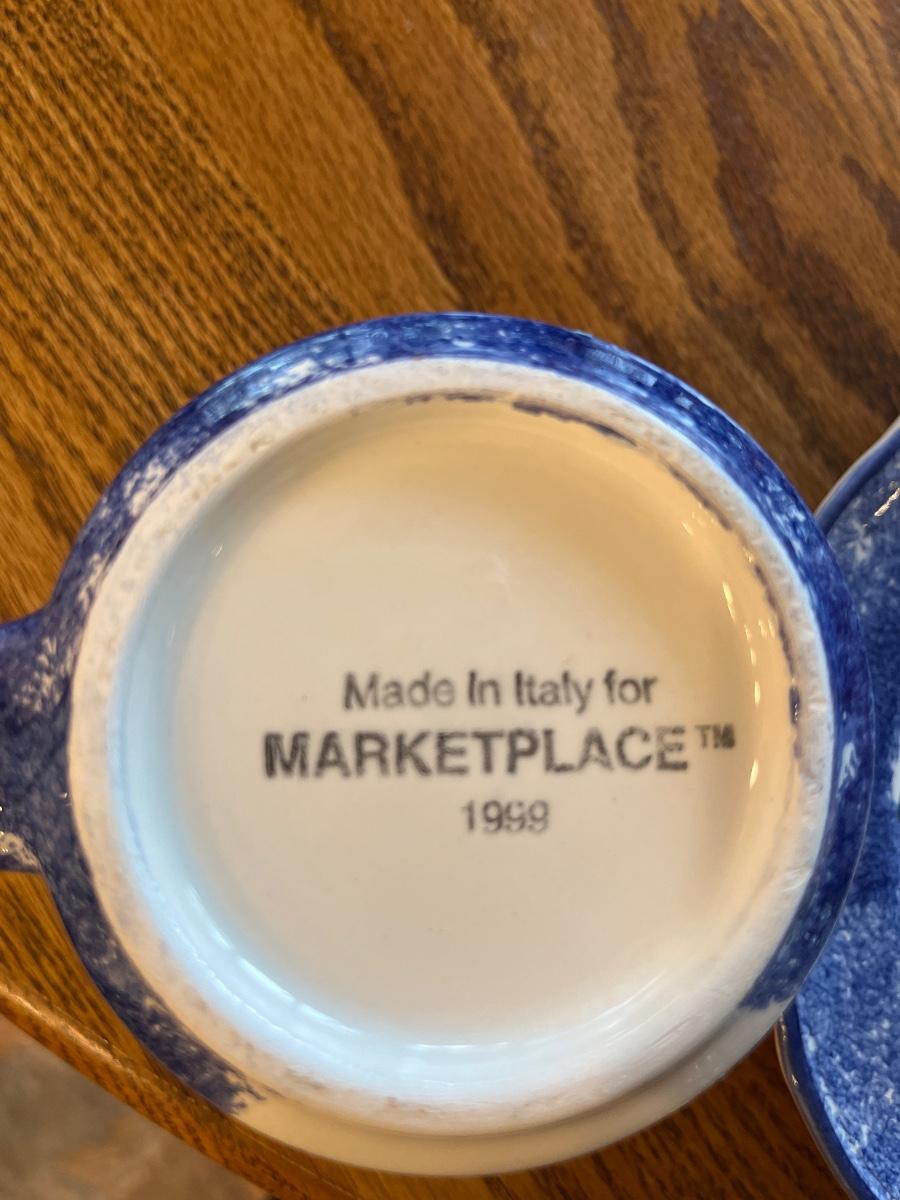 Made In Italy for
MARKETPLACE™
1999